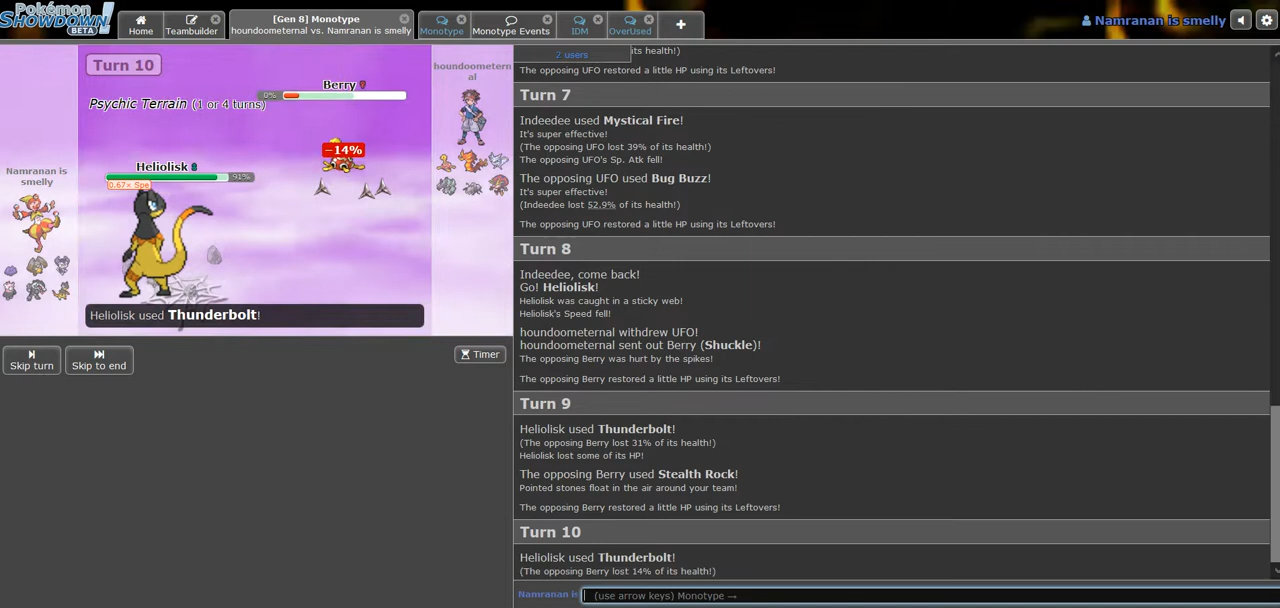 Pokémon
SHOWDOWN!
BETA
Home
Teambuilder
[Gen 8] Monotype
houndoometernal vs. Namranan is smelly
Monotype
Monotype Events
IDM
OverUsed
+
Namranan is smelly
Turn 10
Psychic Terrain (1 or 4 turns)
Berry
0%
-14%
Heliolisk
91%
0.67× Spe
Namranan is
smelly
houndoometern
al
Heliolisk used Thunderbolt!
Skip turn
Skip to end
Timer
2 users
its health!)
The opposing UFO restored a little HP using its Leftovers!
Turn 7
Indeedee used Mystical Fire!
It's super effective!
(The opposing UFO lost 39% of its health!)
The opposing UFO's Sp. Atk fell!
The opposing UFO used Bug Buzz!
It's super effective!
(Indeedee lost 52.9% of its health!)
The opposing UFO restored a little HP using its Leftovers!
Turn 8
Indeedee, come back!
Go! Heliolisk!
Heliolisk was caught in a sticky web!
Heliolisk's Speed fell!
houndoometernal withdrew UFO!
houndoometernal sent out Berry (Shuckle)!
The opposing Berry was hurt by the spikes!
The opposing Berry restored a little HP using its Leftovers!
Turn 9
Heliolisk used Thunderbolt!
(The opposing Berry lost 31% of its health!)
Heliolisk lost some of its HP!
The opposing Berry used Stealth Rock!
Pointed stones float in the air around your team!
The opposing Berry restored a little HP using its Leftovers!
Turn 10
Heliolisk used Thunderbolt!
(The opposing Berry lost 14% of its health!)
Namranan is
(use arrow keys) Monotype →